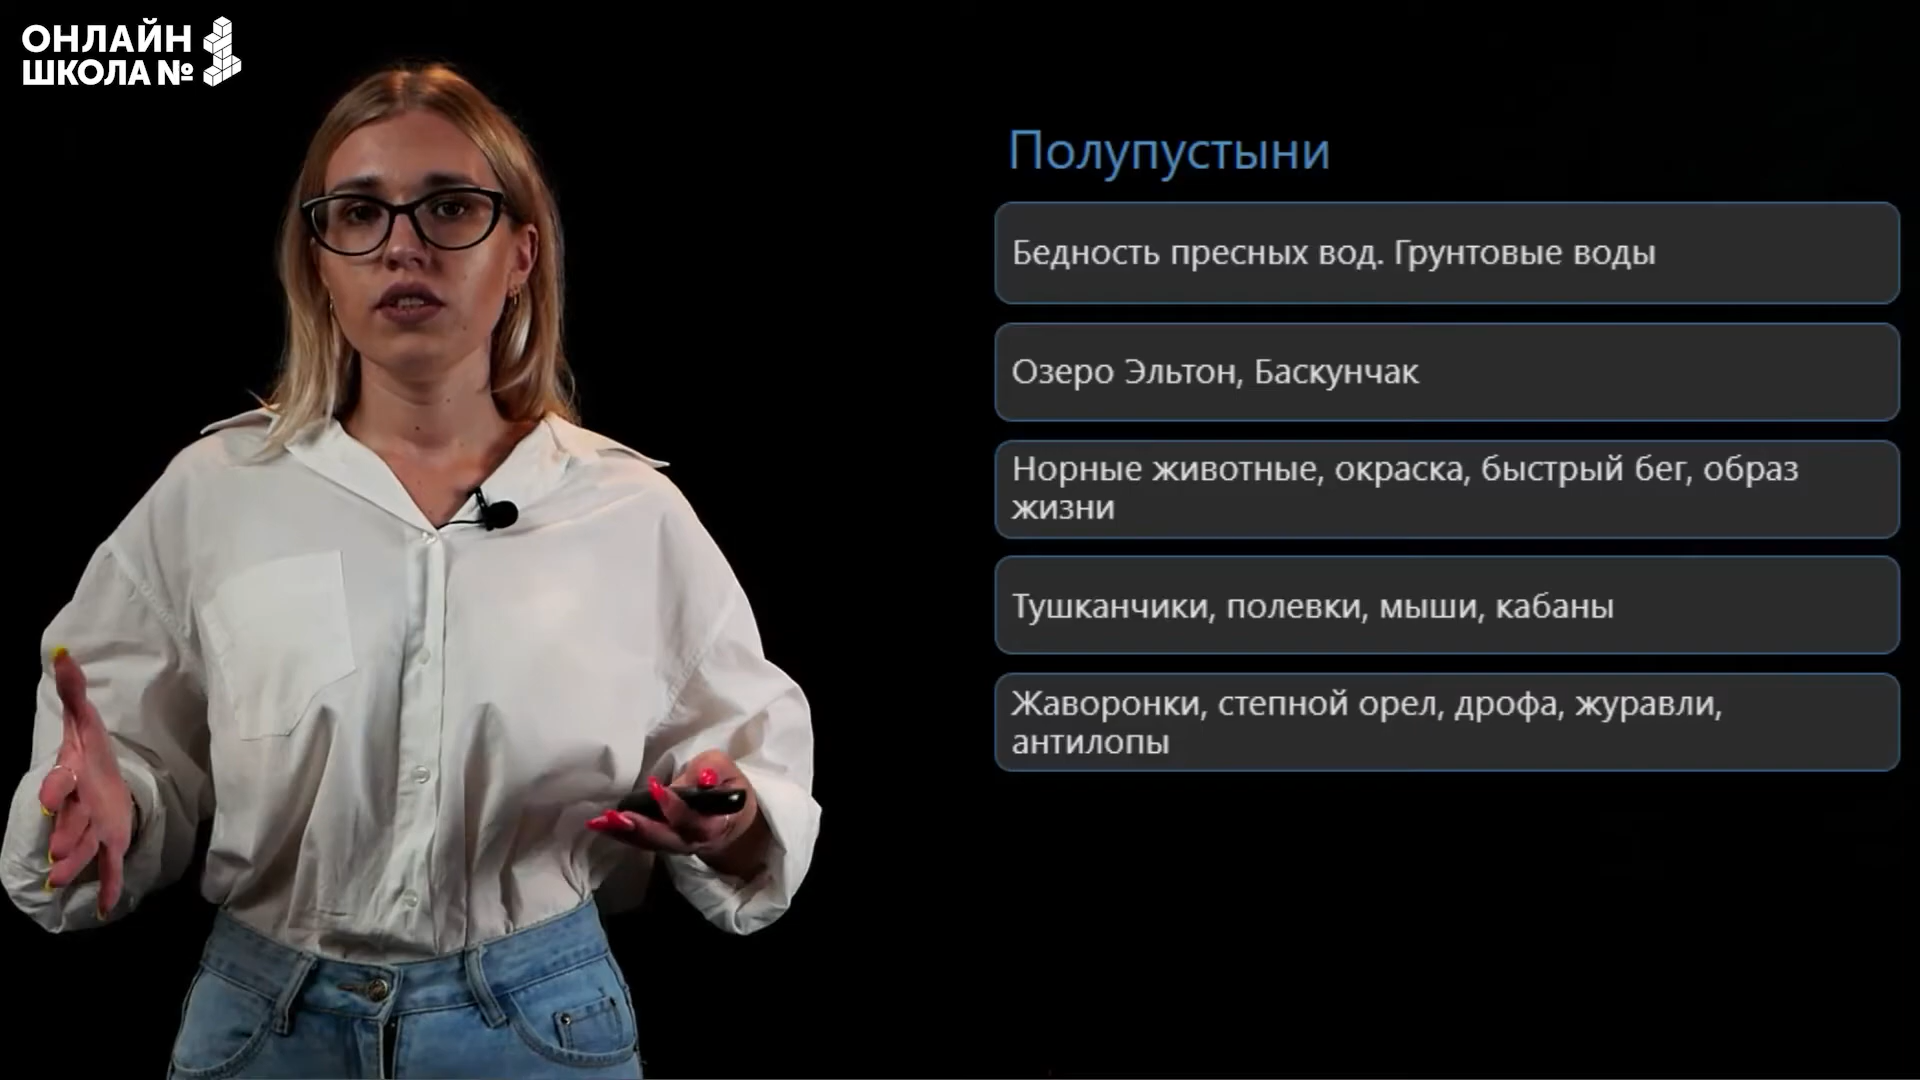 ОНЛАЙН
ШКОЛА №
Полупустыни
Бедность пресных вод. Грунтовые воды
Озеро Эльтон, Баскунчак
Норные животные, окраска, быстрый бег, образ
жизни
Тушканчики, полевки, мыши, кабаны
Жаворонки, степной орел, дрофа, журавли,
антилопы